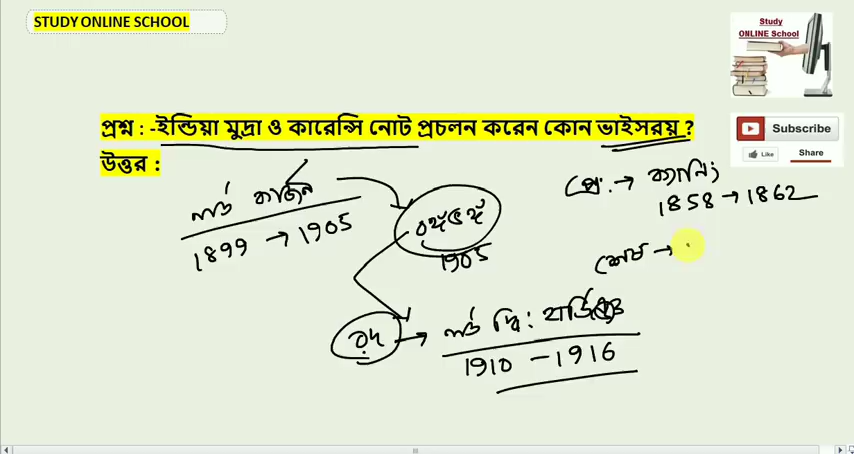 STUDY ONLINE SCHOOL
Study
ONLINE School
প্রশ্ন : -ইন্ডিয়া মুদ্রা ও কারেন্সি নোট প্রচলন করেন কোন ভাইসরয় ?
উত্তর :
Subscribe
Like Share
লর্ড কার্জন
1899 → 1905
বঙ্গভঙ্গ
1905
প্র: → ক্যানিং
1858 → 1862
শেষ →
রদ → লর্ড দ্বি: হার্ডিঞ্জ
1910 - 1916